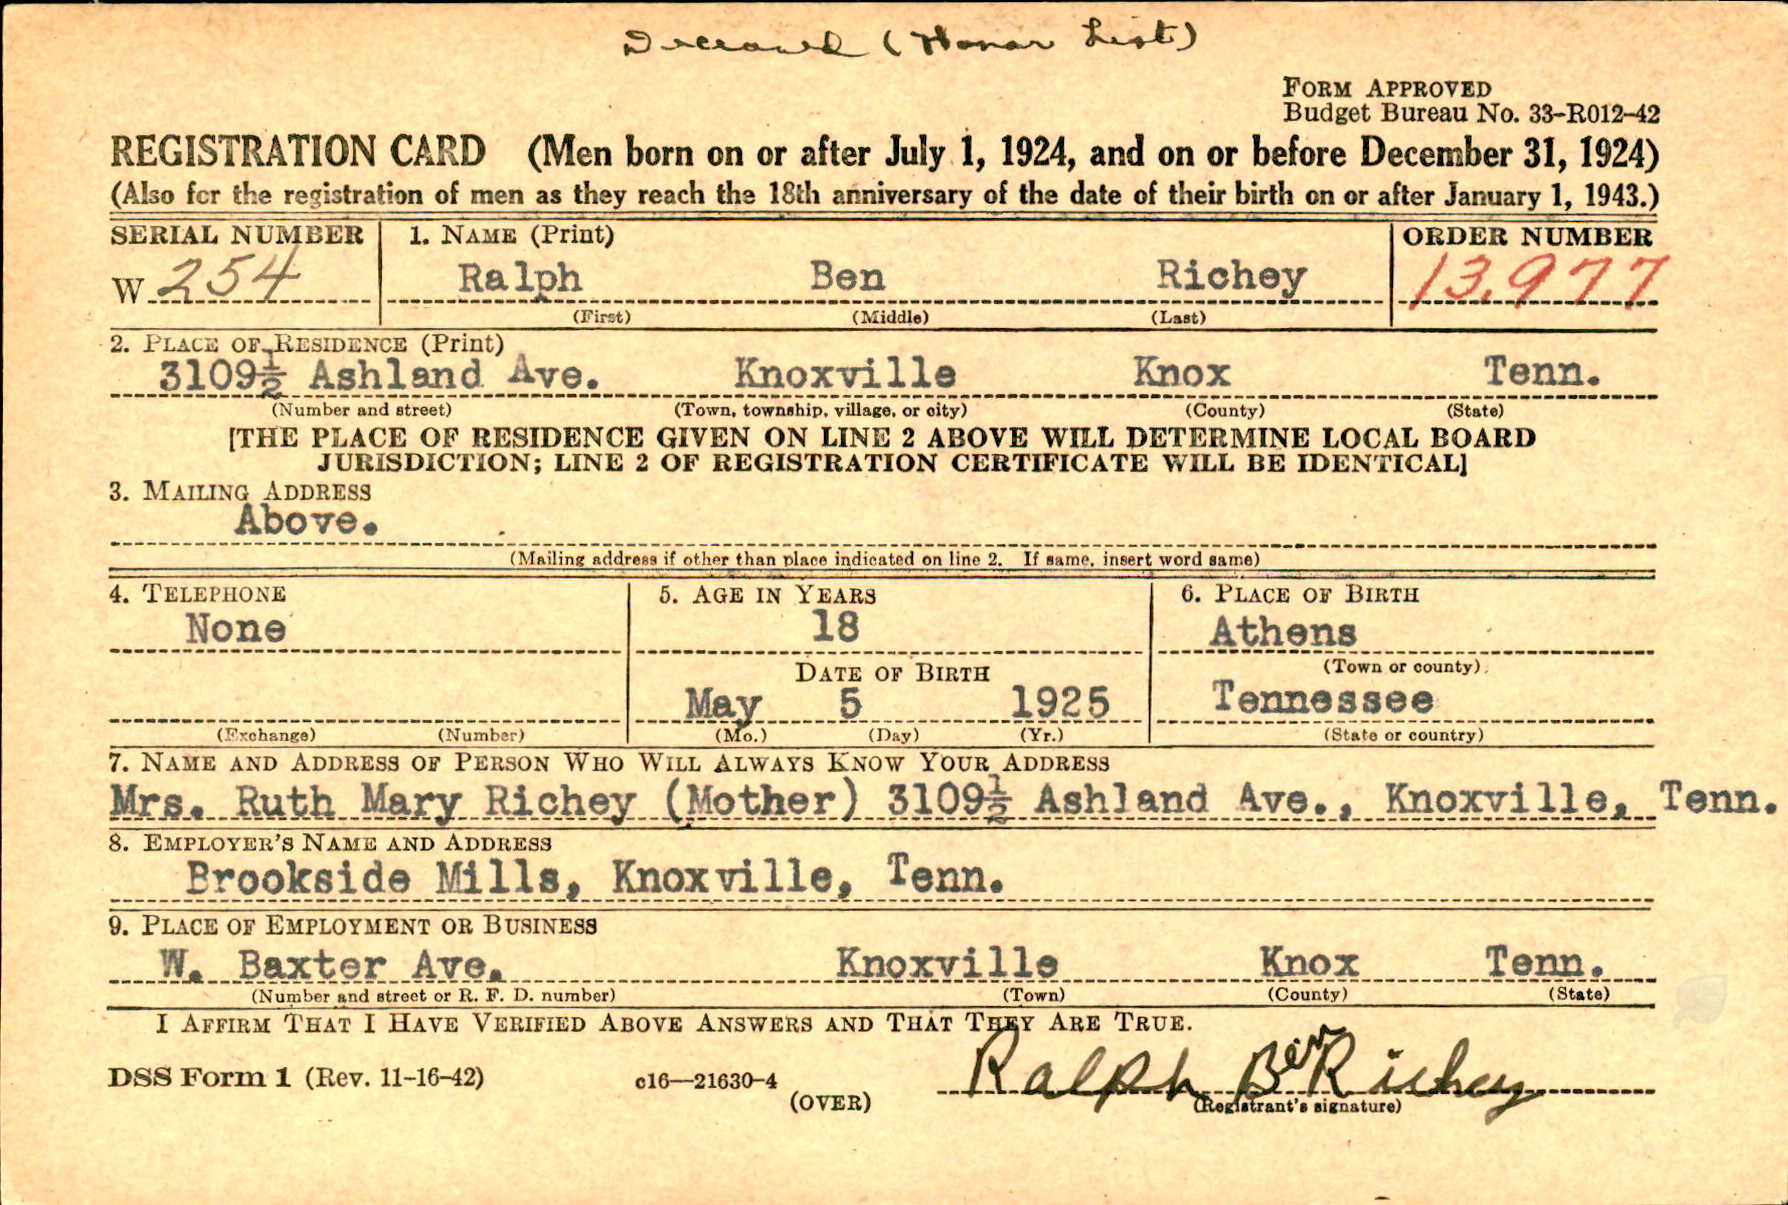 Deceased (Honor List)
FORM APPROVED
Budget Bureau No. 33-R012-42
REGISTRATION CARD (Men born on or after July 1, 1924, and on or before December 31, 1924)
(Also for the registration of men as they reach the 18th anniversary of the date of their birth on or after January 1, 1943.)
SERIAL NUMBER 1. NAME (Print) ORDER NUMBER
W 254 Ralph Ben Richey 13,977
(First) (Middle) (Last)
2. PLACE OF RESIDENCE (Print)
3109½ Ashland Ave. Knoxville Knox Tenn.
(Number and street) (Town, township, village, or city) (County) (State)
[THE PLACE OF RESIDENCE GIVEN ON LINE 2 ABOVE WILL DETERMINE LOCAL BOARD
JURISDICTION; LINE 2 OF REGISTRATION CERTIFICATE WILL BE IDENTICAL]
3. MAILING ADDRESS
Above.
(Mailing address if other than place indicated on line 2. If same, insert word same)
4. TELEPHONE 5. AGE IN YEARS 6. PLACE OF BIRTH
None 18 Athens
(Town or county)
DATE OF BIRTH
May 5 1925 Tennessee
(Exchange) (Number) (Mo.) (Day) (Yr.) (State or country)
7. NAME AND ADDRESS OF PERSON WHO WILL ALWAYS KNOW YOUR ADDRESS
Mrs. Ruth Mary Richey (Mother) 3109½ Ashland Ave., Knoxville, Tenn.
8. EMPLOYER'S NAME AND ADDRESS
Brookside Mills, Knoxville, Tenn.
9. PLACE OF EMPLOYMENT OR BUSINESS
W. Baxter Ave. Knoxville Knox Tenn.
(Number and street or R. F. D. number) (Town) (County) (State)
I AFFIRM THAT I HAVE VERIFIED ABOVE ANSWERS AND THAT THEY ARE TRUE.
DSS Form 1 (Rev. 11-16-42) c16—21630-4 Ralph Ben Richey
(OVER) (Registrant's signature)